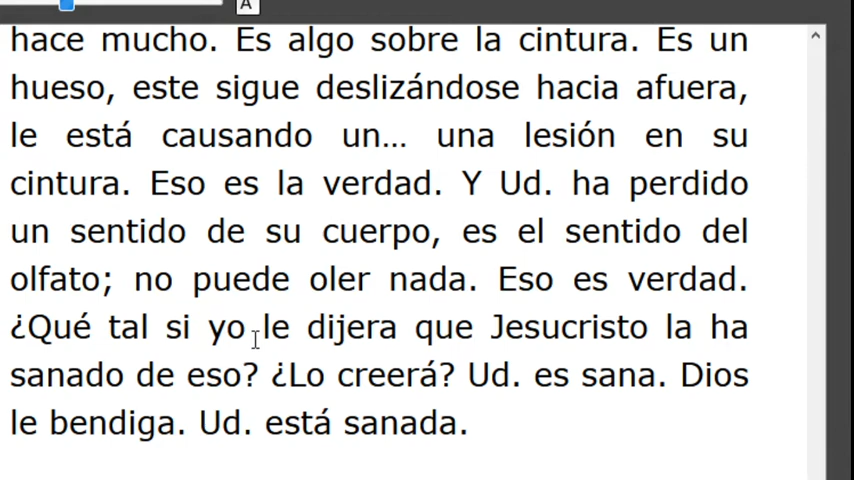 A
hace mucho. Es algo sobre la cintura. Es un
hueso, este sigue deslizándose hacia afuera,
le está causando un... una lesión en su
cintura. Eso es la verdad. Y Ud. ha perdido
un sentido de su cuerpo, es el sentido del
olfato; no puede oler nada. Eso es verdad.
¿Qué tal si yo le dijera que Jesucristo la ha
sanado de eso? ¿Lo creerá? Ud. es sana. Dios
le bendiga. Ud. está sanada.